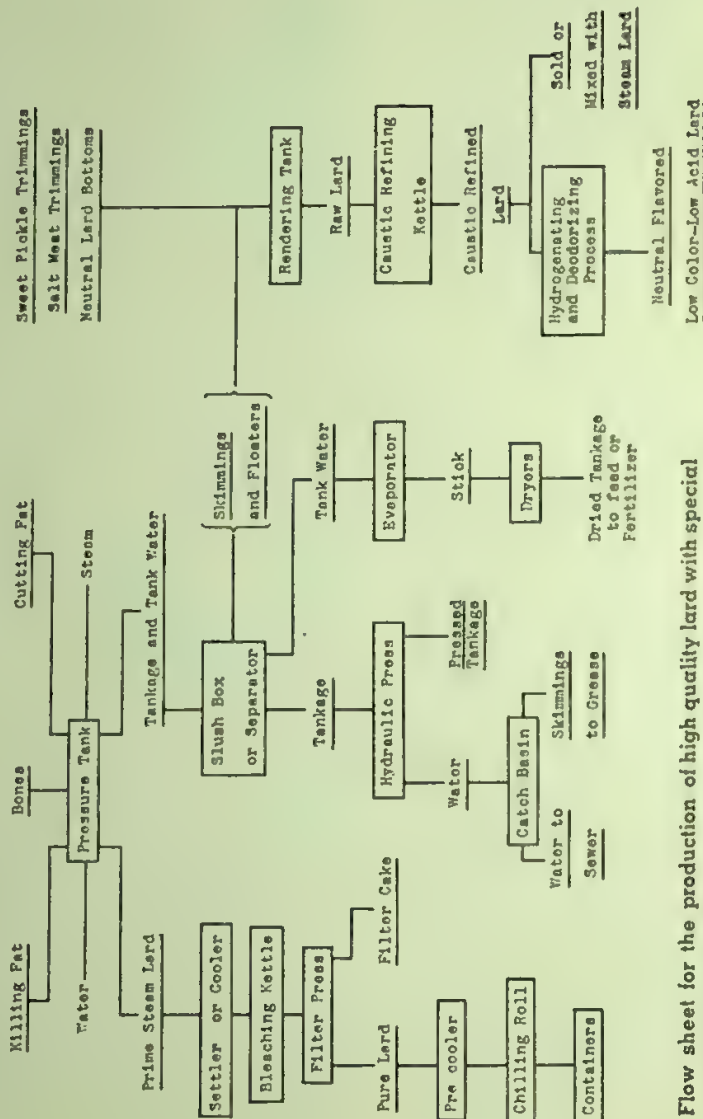 Killing Fat
Bones
Cutting Fat
Water
Pressure Tank
Steam
Prime Steam Lard
Tankage and Tank Water
Settler or Cooler
Bleaching Kettle
Filter Press
Filter Cake
Pure Lard
Pre cooler
Chilling Roll
Containers
Slush Box
or Separator
Skimmings
and Floaters
Tankage
Hydraulic Press
Water
Pressed
Tankage
Catch Basin
Water to
Sewer
Skimmings
to Grease
Tank Water
Evaporator
Stick
Dryors
Dried Tankage
to feed or
Fertilizer
Sweet Pickle Trimmings
Salt Meat Trimmings
Neutral Lard Bottoms
Rendering Tank
Raw Lard
Caustic Refining
Kettle
Caustic Refined
Lard
Hydrogenating
and Deodorizing
Process
Sold or
Mixed with
Steam Lard
Neutral Flavored
Low Color-Low Acid Lard
Flow sheet for the production of high quality lard with special